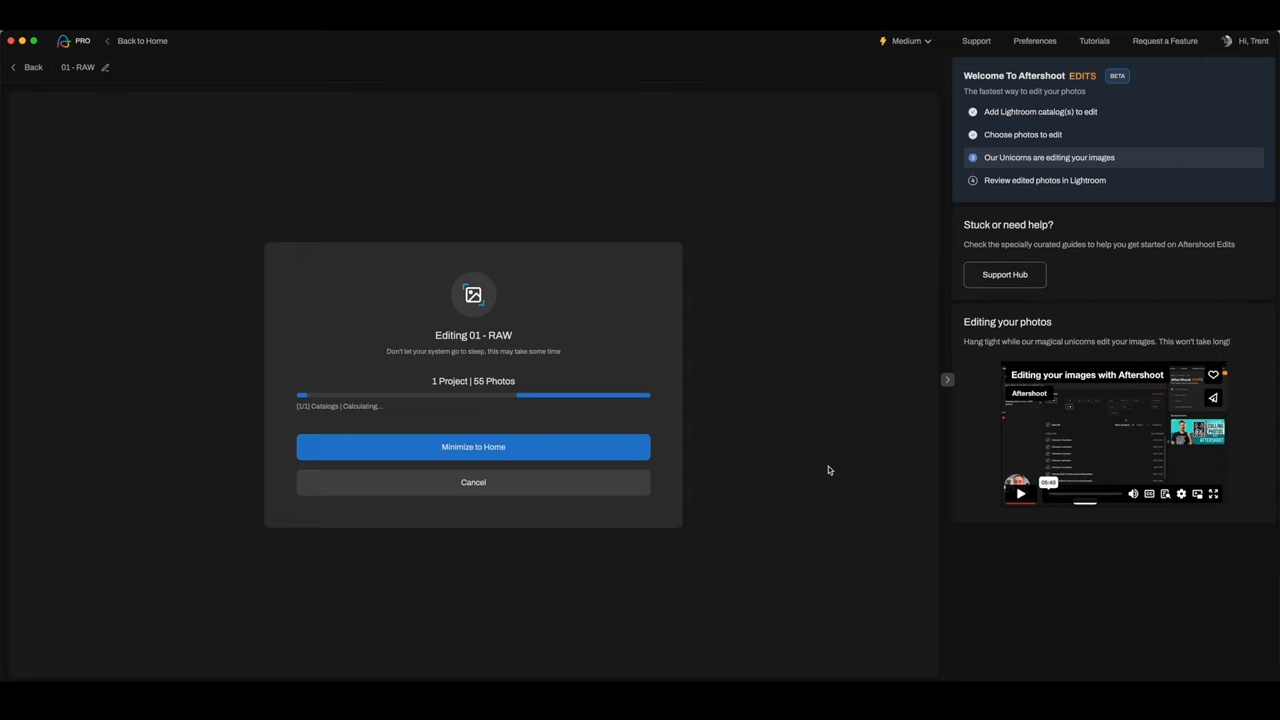 PRO
Back to Home
Medium
Support
Preferences
Tutorials
Request a Feature
Hi, Trent
Back
01 - RAW
Welcome To Aftershoot EDITS
BETA
The fastest way to edit your photos
Add Lightroom catalog(s) to edit
Choose photos to edit
3 Our Unicorns are editing your images
4 Review edited photos in Lightroom
Stuck or need help?
Check the specially curated guides to help you get started on Aftershoot Edits
Support Hub
Editing your photos
Hang tight while our magical unicorns edit your images. This won't take long!
Editing your images with Aftershoot
Aftershoot
05:40
Editing 01 - RAW
Don't let your system go to sleep, this may take some time
1 Project | 55 Photos
[1/1] Catalogs | Calculating...
Minimize to Home
Cancel